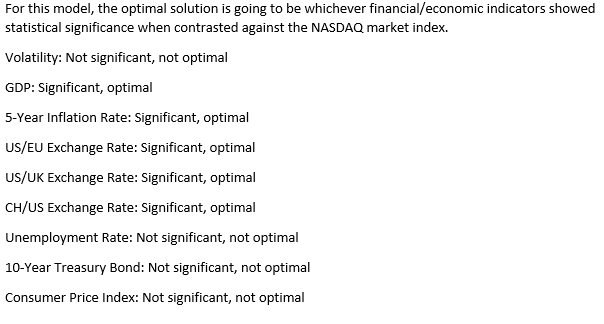 For this model, the optimal solution is going to be whichever financial/economic indicators showed
statistical significance when contrasted against the NASDAQ market index.
Volatility: Not significant, not optimal
GDP: Significant, optimal
5-Year Inflation Rate: Significant, optimal
US/EU Exchange Rate: Significant, optimal
US/UK Exchange Rate: Significant, optimal
CH/US Exchange Rate: Significant, optimal
Unemployment Rate: Not significant, not optimal
10-Year Treasury Bond: Not significant, not optimal
Consumer Price Index: Not significant, not optimal